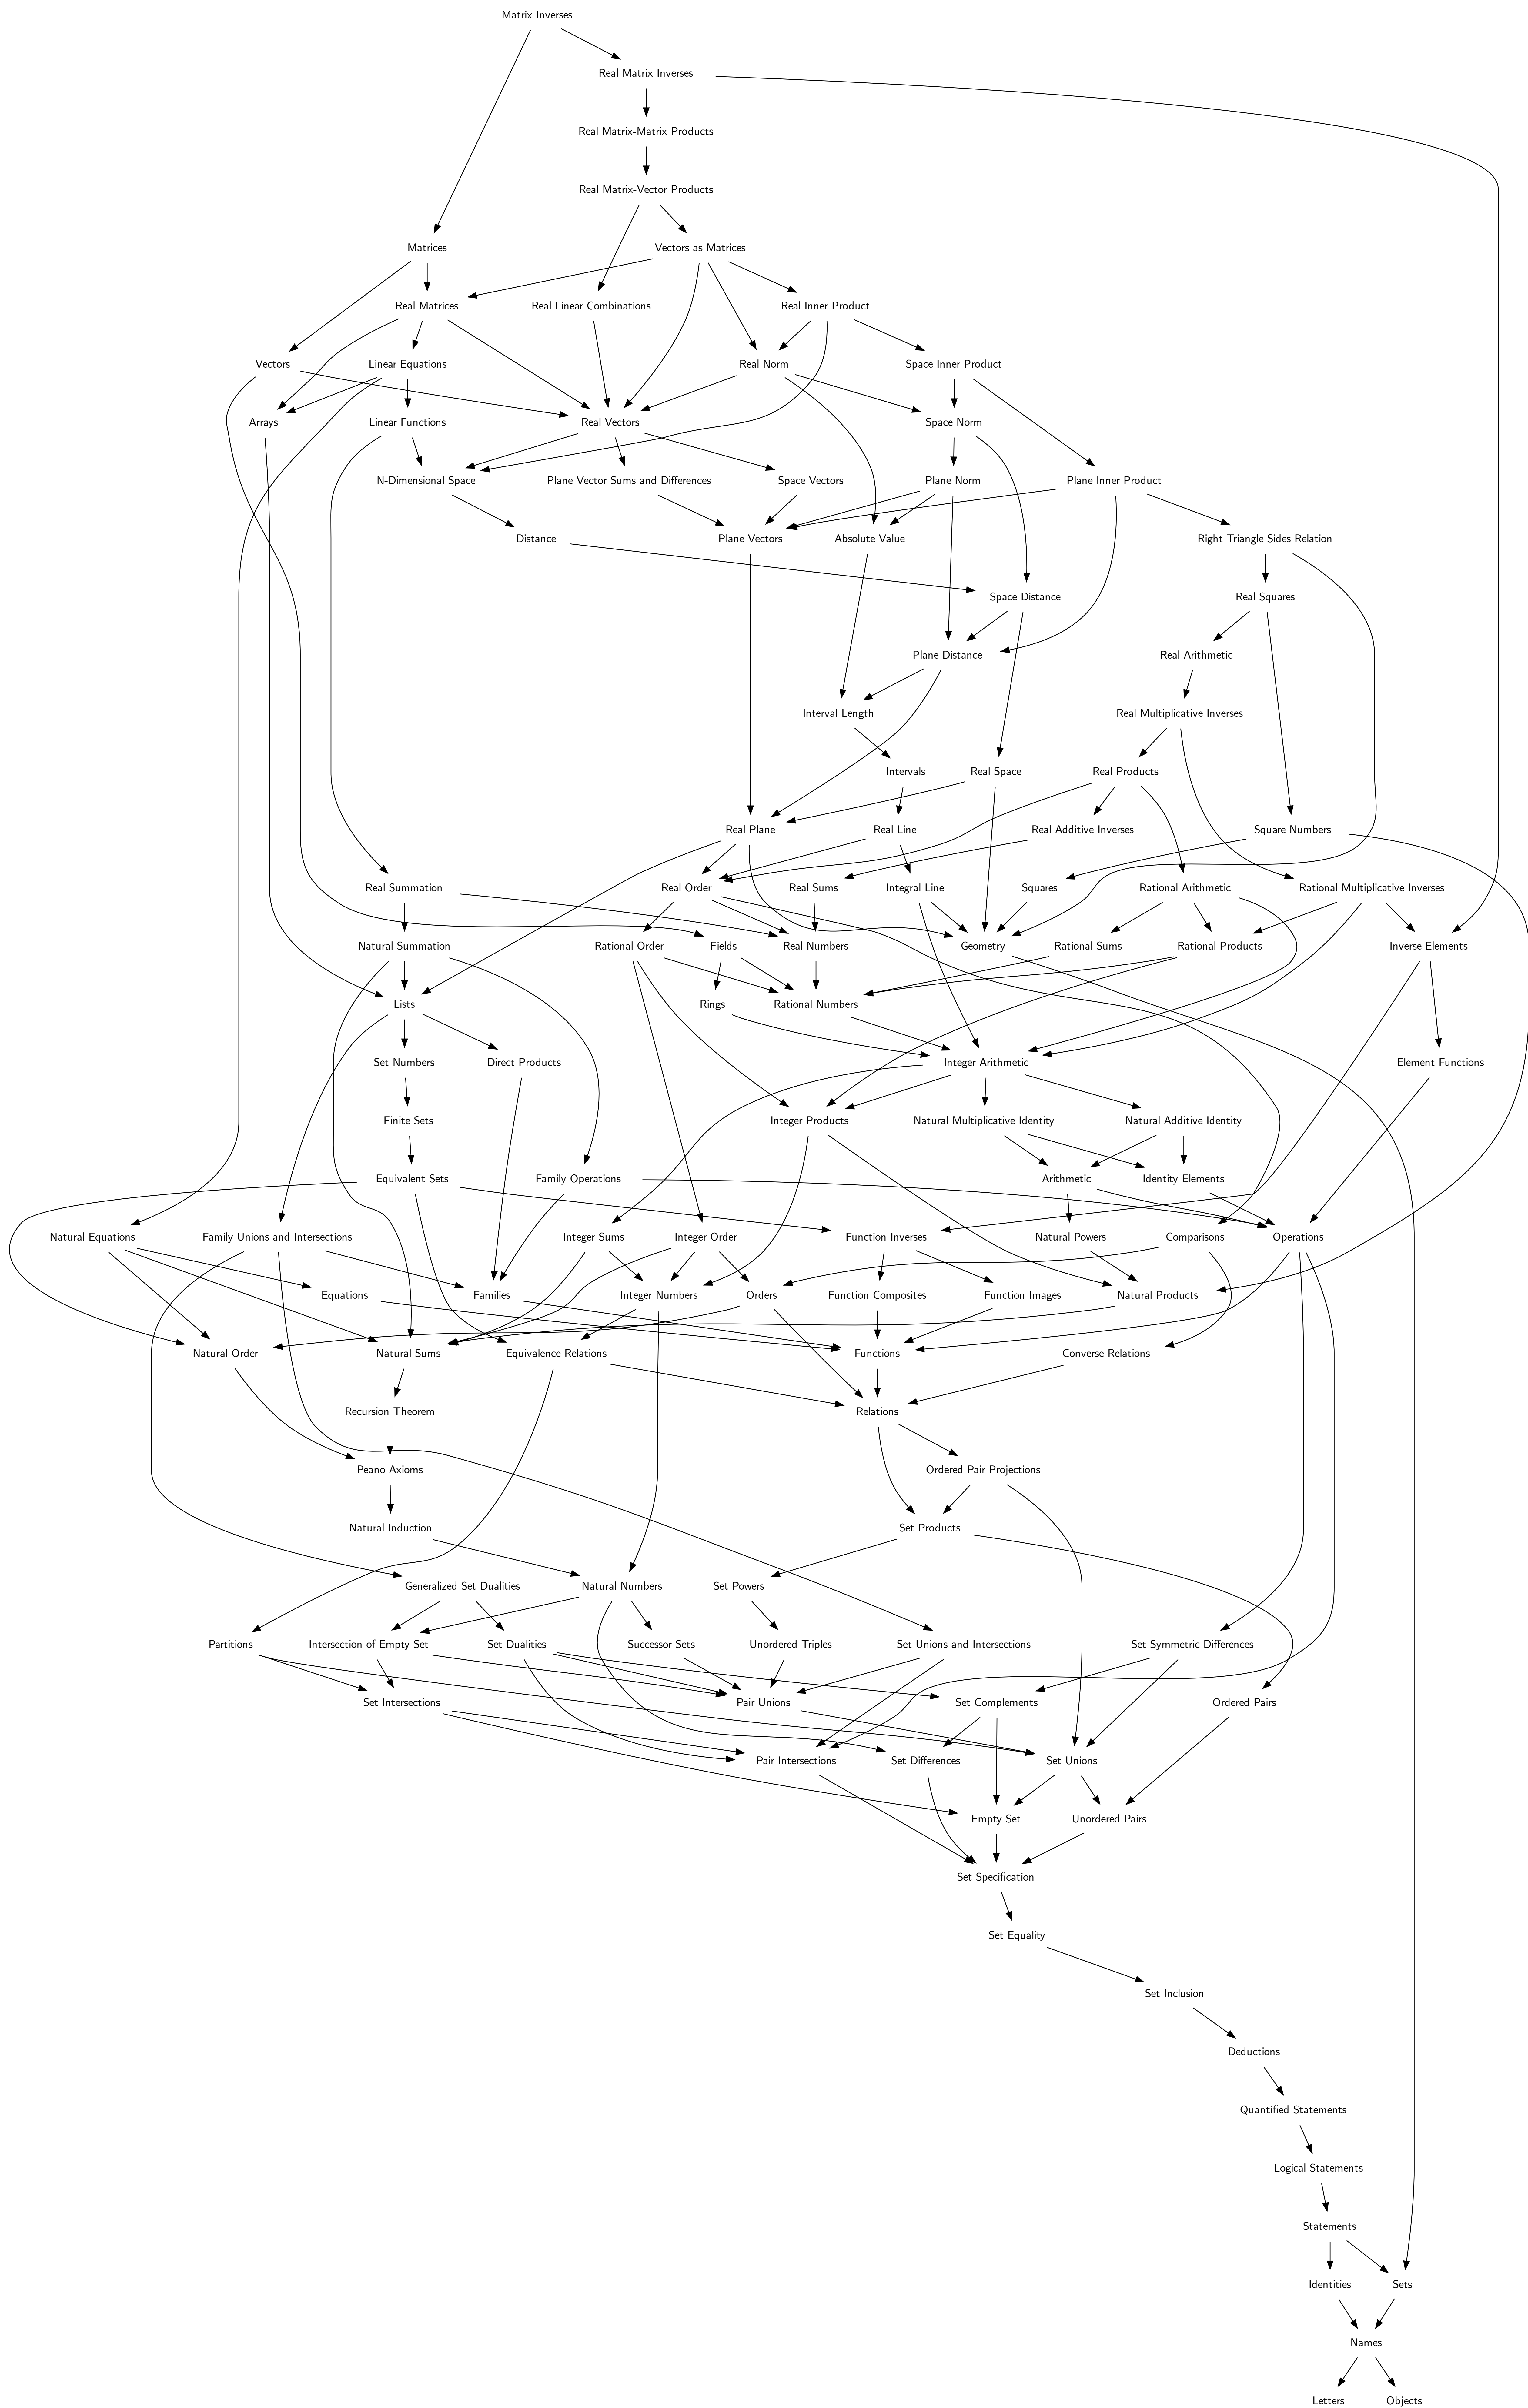 Matrix Inverses
Real Matrix Inverses
Real Matrix-Matrix Products
Real Matrix-Vector Products
Matrices
Vectors as Matrices
Real Matrices
Real Linear Combinations
Real Inner Product
Vectors
Linear Equations
Real Norm
Space Inner Product
Arrays
Linear Functions
Real Vectors
Space Norm
N-Dimensional Space
Plane Vector Sums and Differences
Space Vectors
Plane Norm
Plane Inner Product
Distance
Plane Vectors
Absolute Value
Right Triangle Sides Relation
Space Distance
Real Squares
Plane Distance
Real Arithmetic
Interval Length
Real Multiplicative Inverses
Intervals
Real Space
Real Products
Real Plane
Real Line
Real Additive Inverses
Square Numbers
Real Summation
Real Order
Real Sums
Integral Line
Squares
Rational Arithmetic
Rational Multiplicative Inverses
Natural Summation
Rational Order
Fields
Real Numbers
Geometry
Rational Sums
Rational Products
Inverse Elements
Lists
Rings
Rational Numbers
Set Numbers
Direct Products
Integer Arithmetic
Element Functions
Finite Sets
Integer Products
Natural Multiplicative Identity
Natural Additive Identity
Equivalent Sets
Family Operations
Arithmetic
Identity Elements
Natural Equations
Family Unions and Intersections
Integer Sums
Integer Order
Function Inverses
Natural Powers
Comparisons
Operations
Equations
Families
Integer Numbers
Orders
Function Composites
Function Images
Natural Products
Natural Order
Natural Sums
Equivalence Relations
Functions
Converse Relations
Recursion Theorem
Relations
Peano Axioms
Ordered Pair Projections
Natural Induction
Set Products
Generalized Set Dualities
Natural Numbers
Set Powers
Partitions
Intersection of Empty Set
Set Dualities
Successor Sets
Unordered Triples
Set Unions and Intersections
Set Symmetric Differences
Set Intersections
Pair Unions
Set Complements
Ordered Pairs
Pair Intersections
Set Differences
Set Unions
Empty Set
Unordered Pairs
Set Specification
Set Equality
Set Inclusion
Deductions
Quantified Statements
Logical Statements
Statements
Identities
Sets
Names
Letters
Objects